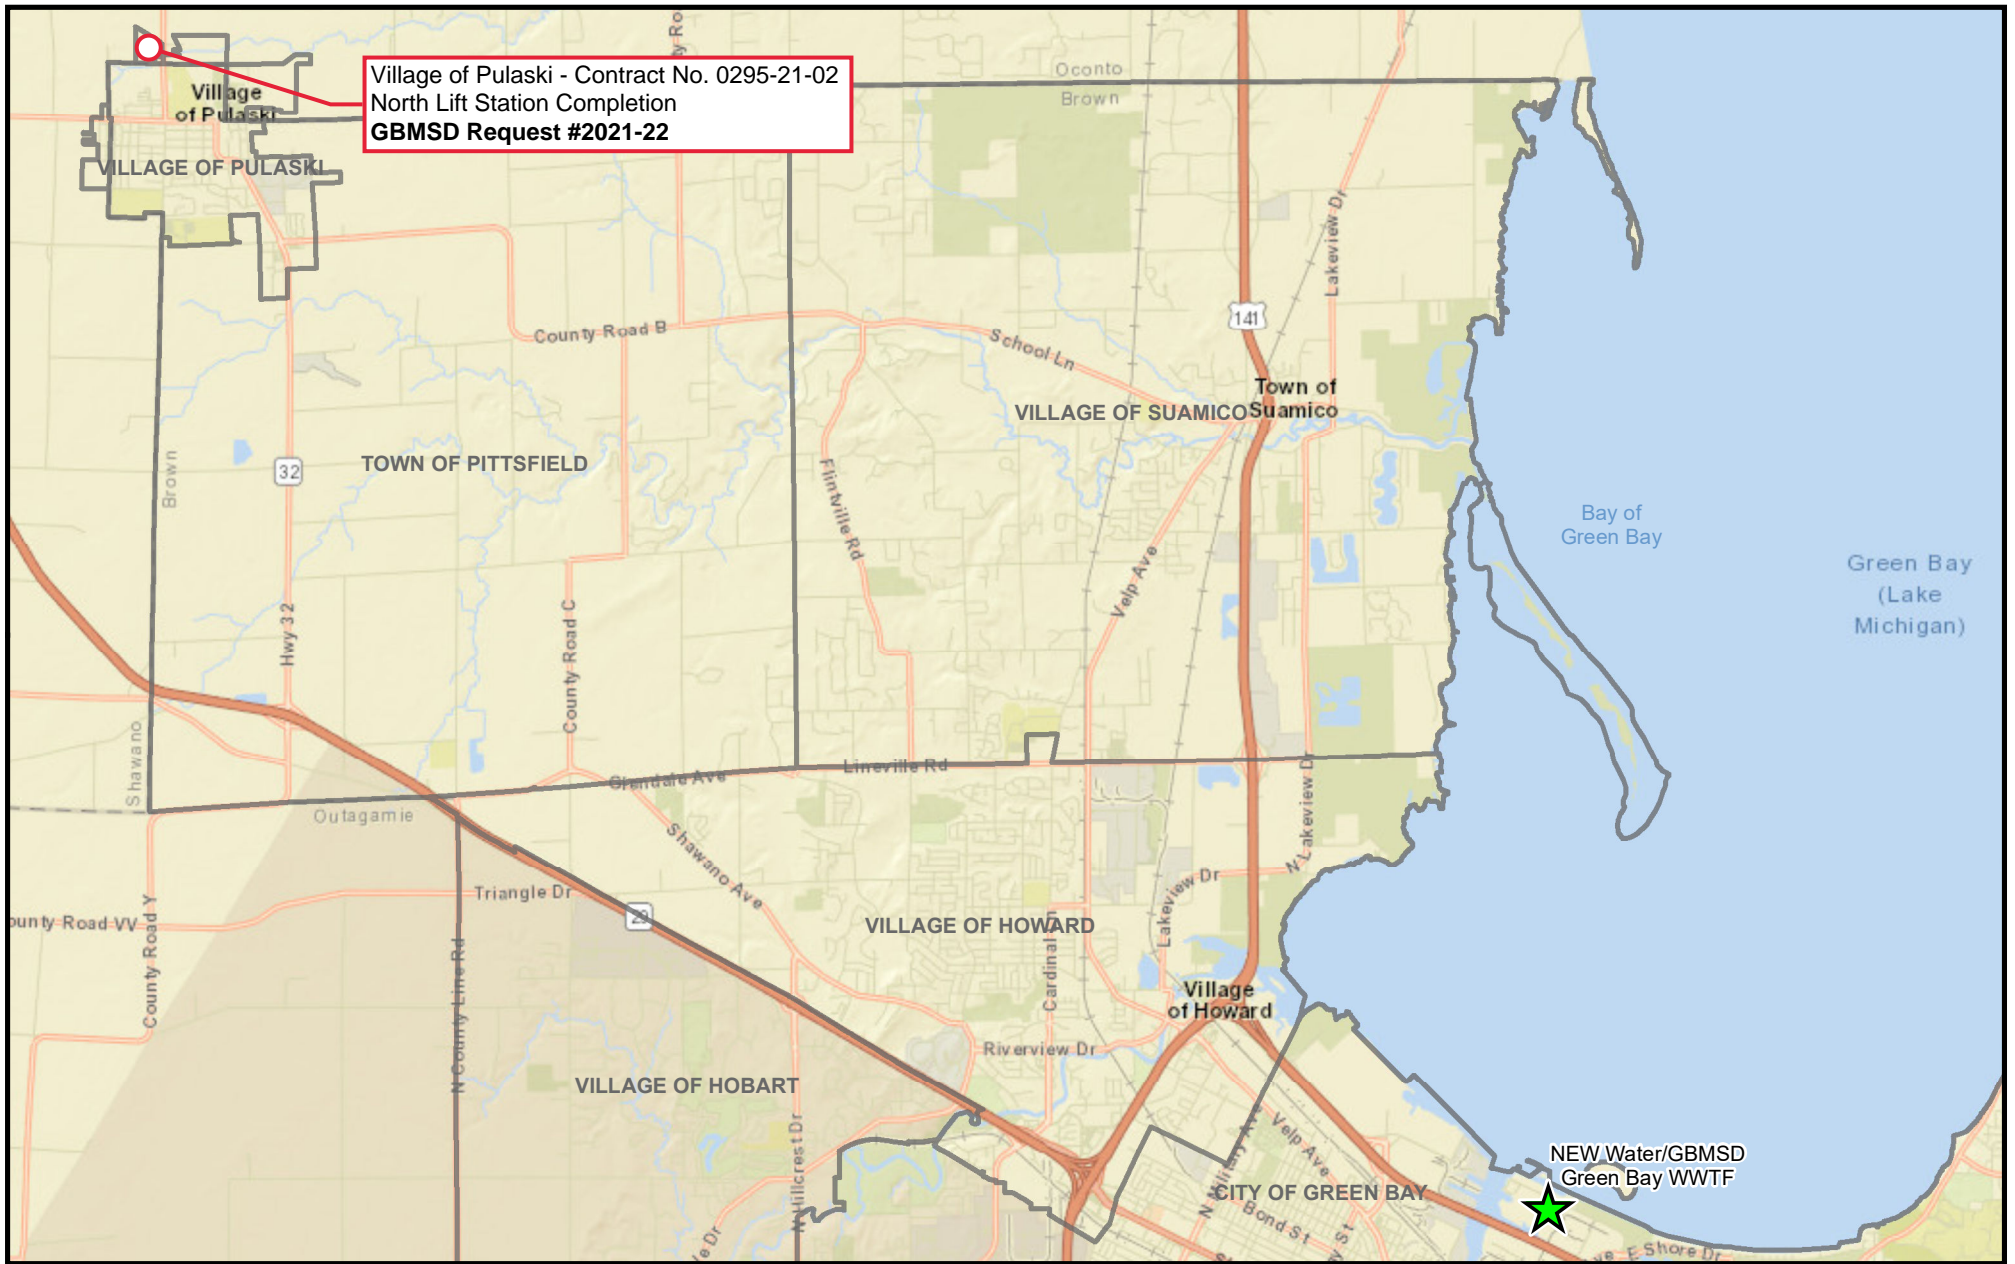 Village of Pulaski - Contract No. 0295-21-02
North Lift Station Completion
GBMSD Request #2021-22
Village
of Pulaski
VILLAGE OF PULASKI
Oconto
Brown
Lakeview Dr
141
County Road B
School Ln
Town of
Suamico
VILLAGE OF SUAMICO
TOWN OF PITTSFIELD
32
Brown
Flintville Rd
Velp Ave
Bay of
Green Bay
Green Bay
(Lake
Michigan)
Hwy 32
County Road C
Shawano
Glendale Ave
Lineville Rd
N Lakeview Dr
Outagamie
Shawano Ave
Triangle Dr
29
County Road Y
ounty Road VV
N County Line Rd
VILLAGE OF HOWARD
Cardinal Ln
Lakeview Dr
Village
of Howard
Riverview Dr
VILLAGE OF HOBART
N Hillcrest Dr
N Military Ave
Velp Ave
CITY OF GREEN BAY
Bond St
NEW Water/GBMSD
Green Bay WWTF
E Shore Dr